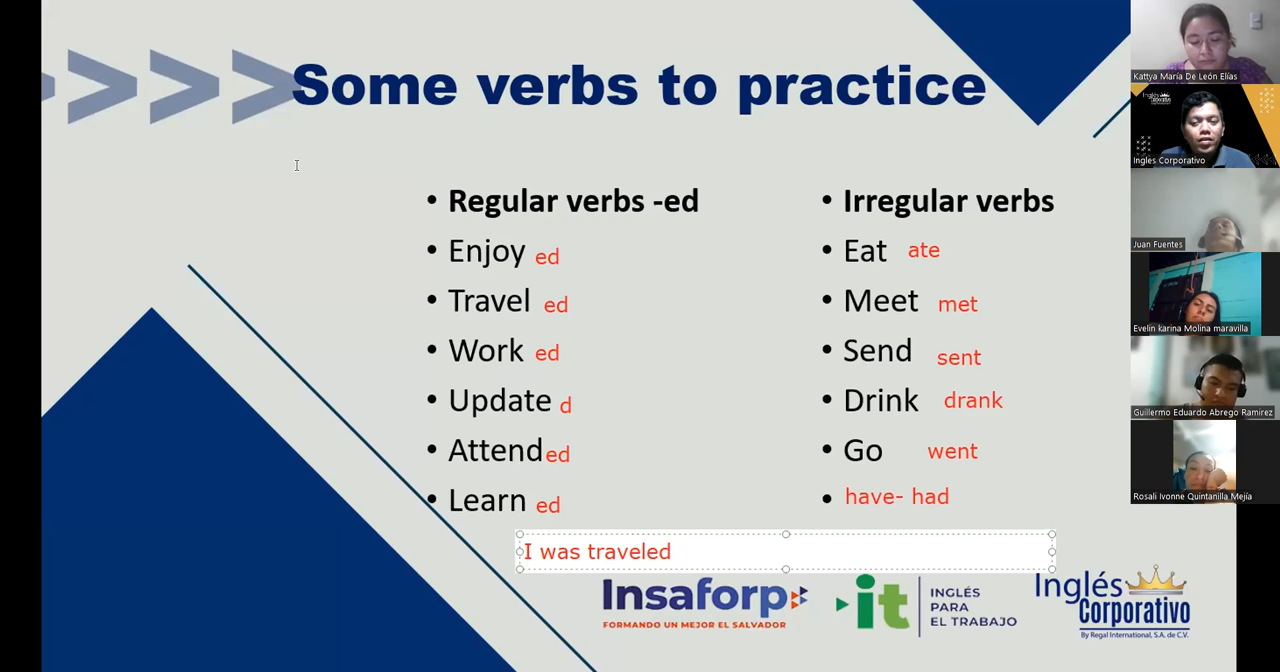 Some verbs to practice
Regular verbs -ed
Enjoy ed
Travel ed
Work ed
Update d
Attend ed
Learn ed
Irregular verbs
Eat ate
Meet met
Send sent
Drink drank
Go went
have- had
I was traveled
Insaforp
FORMANDO UN MEJOR EL SALVADOR
it
INGLÉS
PARA
EL TRABAJO
Inglés
Corporativo
By Regal International, S.A. de C.V.
Kattya María De León Elías
Inglés
Corporativo
Ingles Corporativo
Juan Fuentes
Evelin karina Molina maravilla
Guillermo Eduardo Abrego Ramirez
Rosali Ivonne Quintanilla Mejía